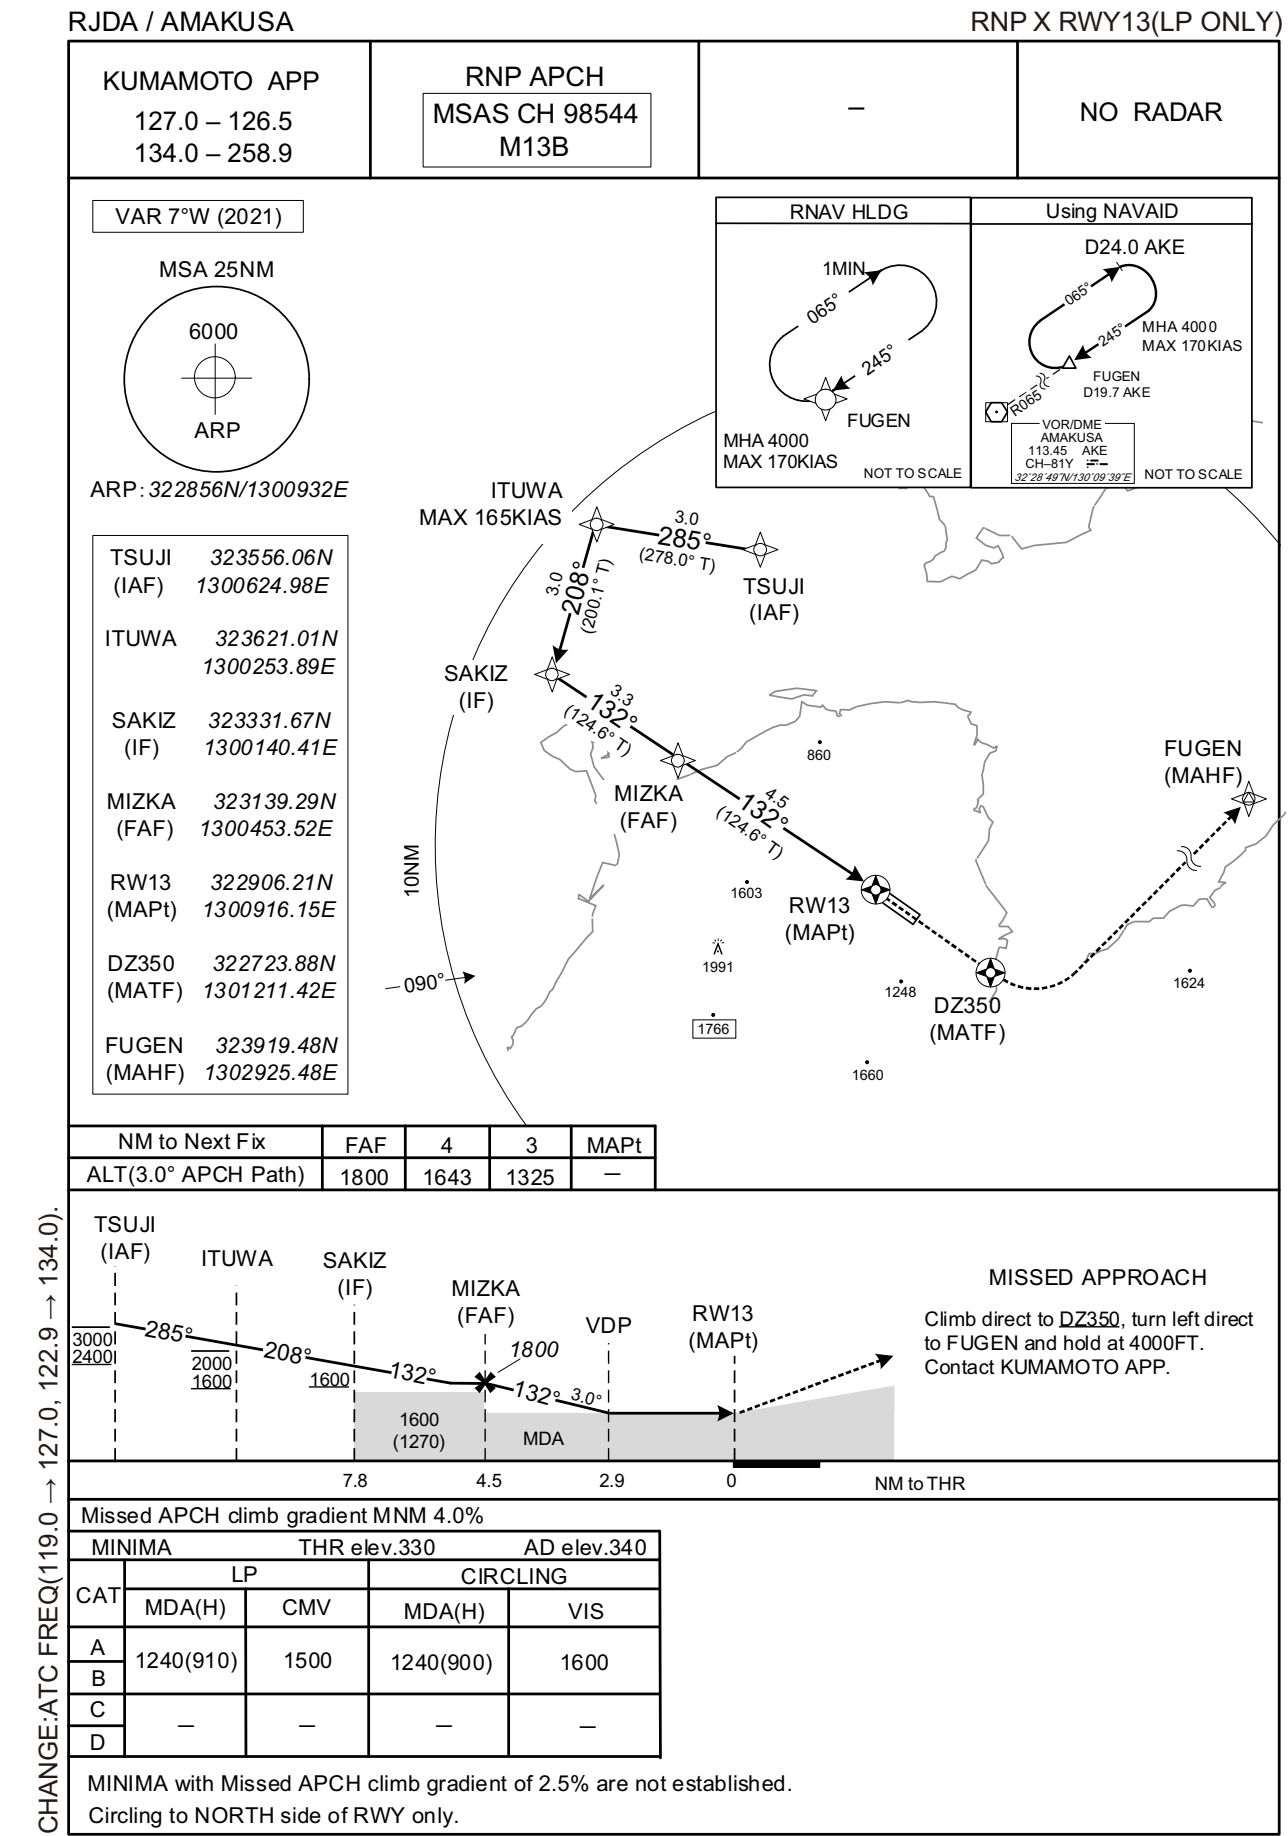 RJDA / AMAKUSA
RNP X RWY13(LP ONLY)
KUMAMOTO APP
127.0 – 126.5
134.0 – 258.9
RNP APCH
MSAS CH 98544
M13B
–
NO RADAR
VAR 7°W (2021)
MSA 25NM
6000
ARP
ARP: 322856N/1300932E
RNAV HLDG
1MIN
065°
245°
FUGEN
MHA 4000
MAX 170KIAS
NOT TO SCALE
Using NAVAID
D24.0 AKE
065°
245°
MHA 4000
MAX 170KIAS
FUGEN
D19.7 AKE
R065
VOR/DME
AMAKUSA
113.45 AKE
CH–81Y
32°28'49"N/130°09'39"E
NOT TO SCALE
TSUJI 323556.06N
(IAF) 1300624.98E
ITUWA 323621.01N
1300253.89E
SAKIZ 323331.67N
(IF) 1300140.41E
MIZKA 323139.29N
(FAF) 1300453.52E
RW13 322906.21N
(MAPt) 1300916.15E
DZ350 322723.88N
(MATF) 1301211.42E
FUGEN 323919.48N
(MAHF) 1302925.48E
ITUWA
MAX 165KIAS
3.0
285°
(278.0° T)
TSUJI
(IAF)
3.0
208°
(200.1° T)
SAKIZ
(IF)
3.3
132°
(124.6° T)
MIZKA
(FAF)
4.5
132°
(124.6° T)
860
FUGEN
(MAHF)
10NM
1603
RW13
(MAPt)
1991
090°
1248
1624
DZ350
(MATF)
1766
1660
NM to Next Fix FAF 4 3 MAPt
ALT(3.0° APCH Path) 1800 1643 1325 –
TSUJI
(IAF)
ITUWA
SAKIZ
(IF)
MIZKA
(FAF)
VDP
RW13
(MAPt)
3000
2400
285°
2000
1600
208°
1600
132°
1800
132° 3.0°
1600
(1270)
MDA
MISSED APPROACH
Climb direct to DZ350, turn left direct
to FUGEN and hold at 4000FT.
Contact KUMAMOTO APP.
7.8 4.5 2.9 0 NM to THR
Missed APCH climb gradient MNM 4.0%
MINIMA THR elev.330 AD elev.340
CAT LP CIRCLING
MDA(H) CMV MDA(H) VIS
A
B
1240(910) 1500 1240(900) 1600
C
D
– – – –
MINIMA with Missed APCH climb gradient of 2.5% are not established.
Circling to NORTH side of RWY only.
CHANGE:ATC FREQ(119.0 → 127.0, 122.9 → 134.0).